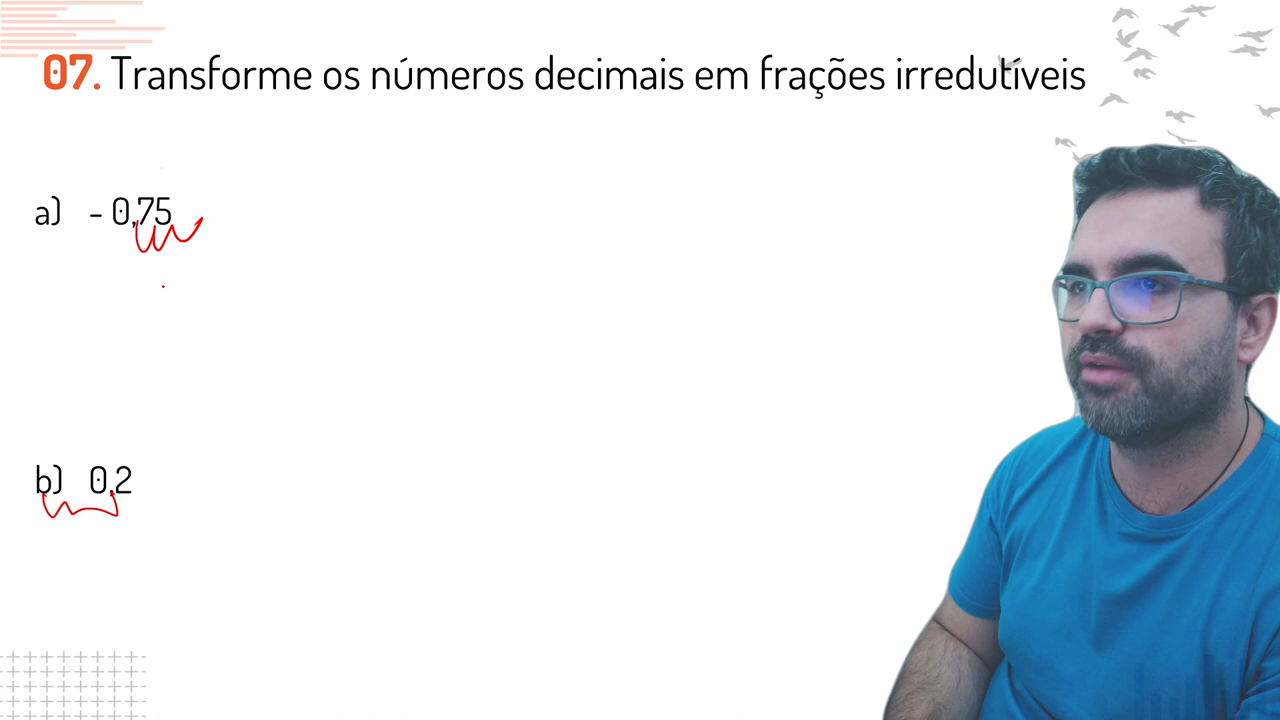 07. Transforme os números decimais em frações irredutíveis
a) - 0,75
b) 0,2